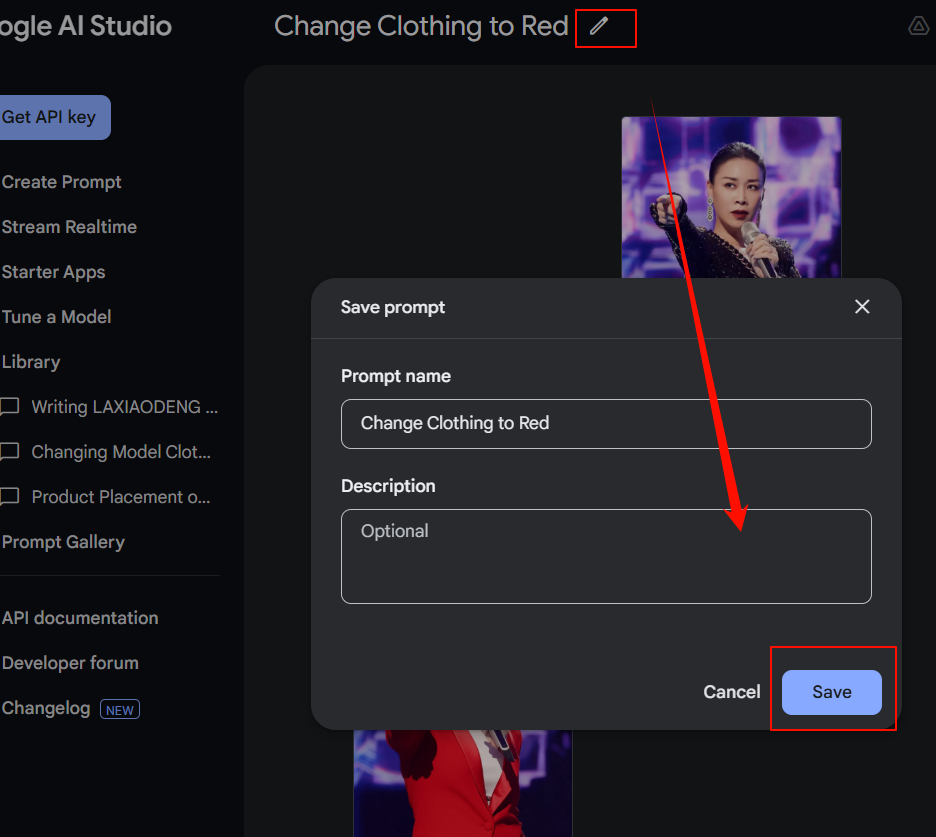 ogle AI Studio
Change Clothing to Red
Get API key
Create Prompt
Stream Realtime
Starter Apps
Tune a Model
Library
Writing LAXIAODENG ...
Changing Model Clot...
Product Placement o...
Prompt Gallery
API documentation
Developer forum
Changelog NEW
Save prompt
Prompt name
Change Clothing to Red
Description
Optional
Cancel Save